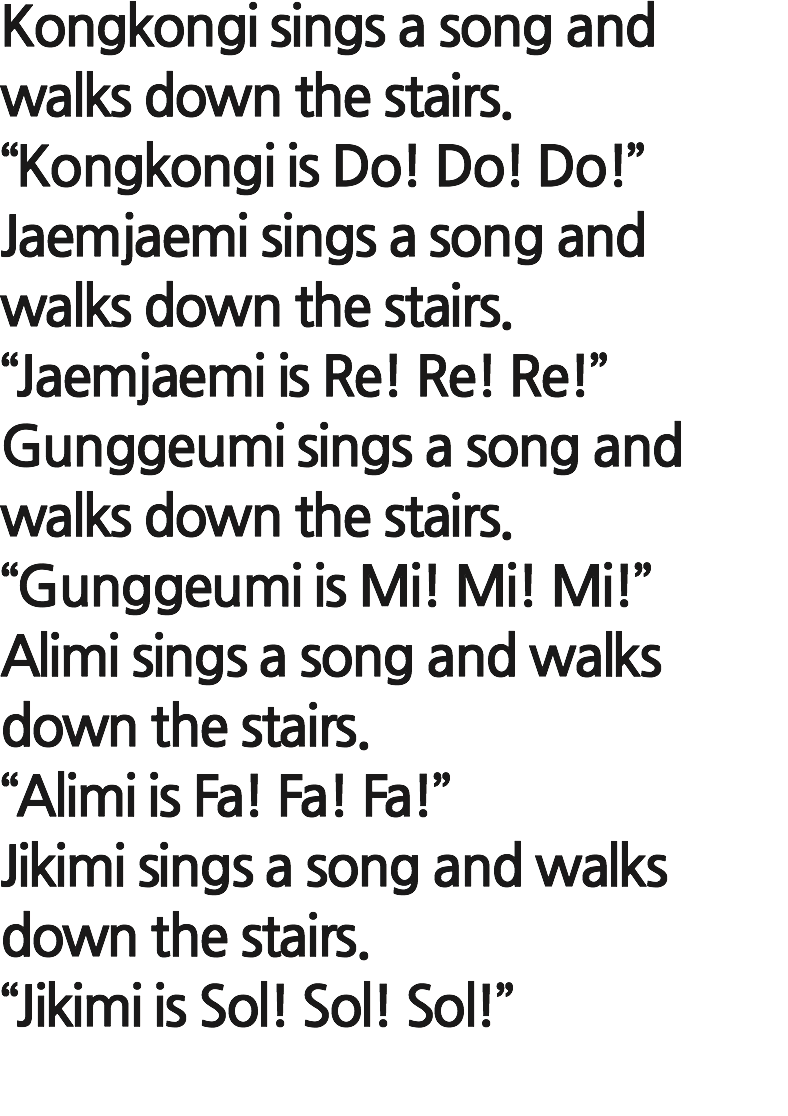 Kongkongi sings a song and
walks down the stairs.
“Kongkongi is Do! Do! Do!”
Jaemjaemi sings a song and
walks down the stairs.
“Jaemjaemi is Re! Re! Re!”
Gunggeumi sings a song and
walks down the stairs.
“Gunggeumi is Mi! Mi! Mi!”
Alimi sings a song and walks
down the stairs.
“Alimi is Fa! Fa! Fa!”
Jikimi sings a song and walks
down the stairs.
“Jikimi is Sol! Sol! Sol!”